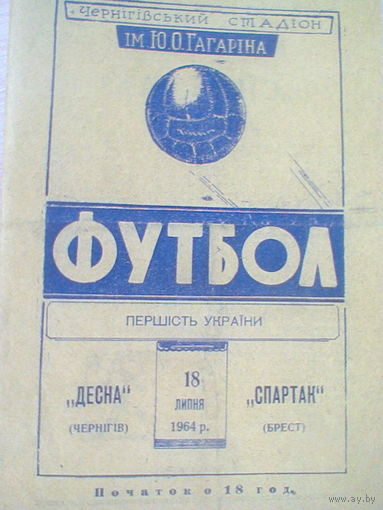 ЧЕРНІГІВСЬКИЙ СТАДІОН
ІМ. Ю. О. ГАГАРІНА
ФУТБОЛ
ПЕРШІСТЬ УКРАЇНИ
„ДЕСНА“
(ЧЕРНІГІВ)
18
ЛИПНЯ
1964 р.
„СПАРТАК“
(БРЕСТ)
Початок о 18 год.
www.ay.by